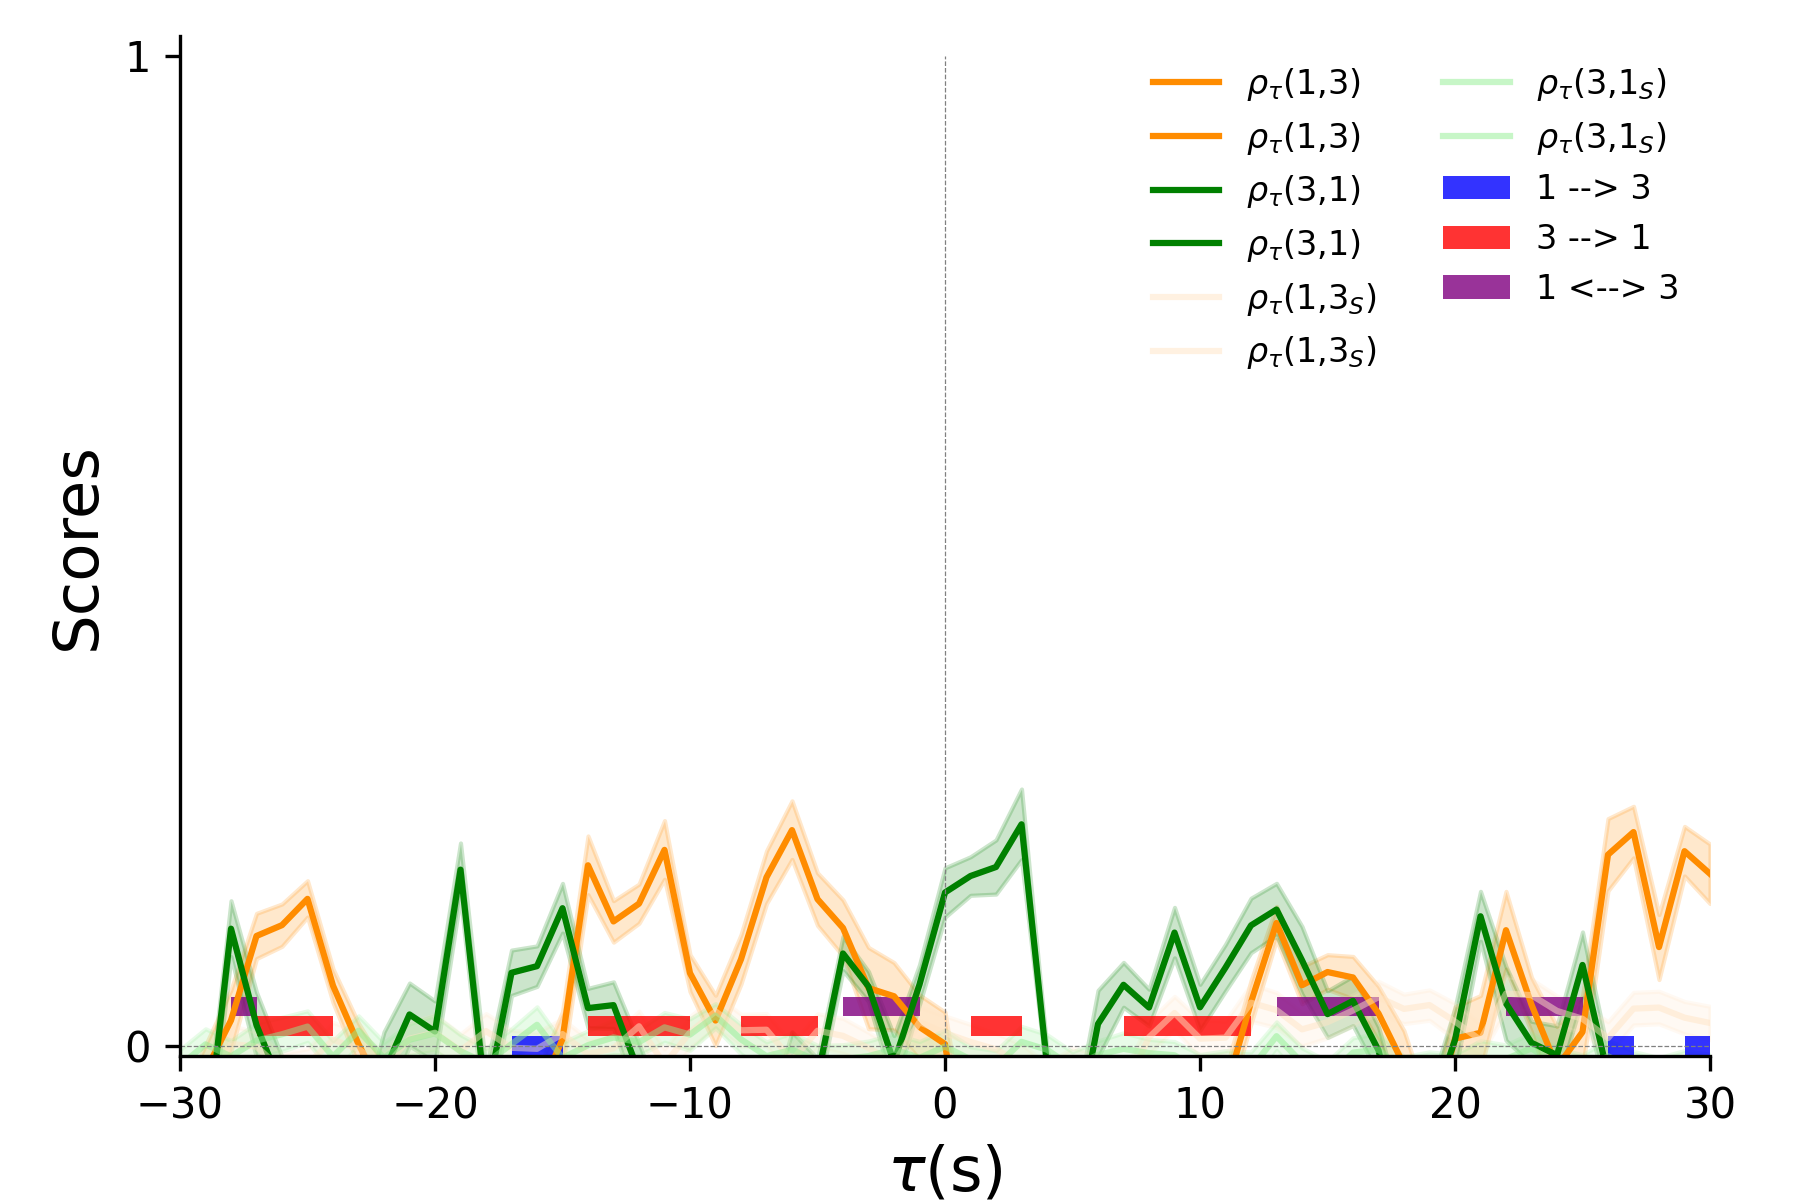 Scores
1
0
ρτ(1,3)
ρτ(1,3)
ρτ(3,1)
ρτ(3,1)
ρτ(1,3S)
ρτ(1,3S)
ρτ(3,1S)
ρτ(3,1S)
1 --> 3
3 --> 1
1 <--> 3
−30 −20 −10 0 10 20 30
τ(s)